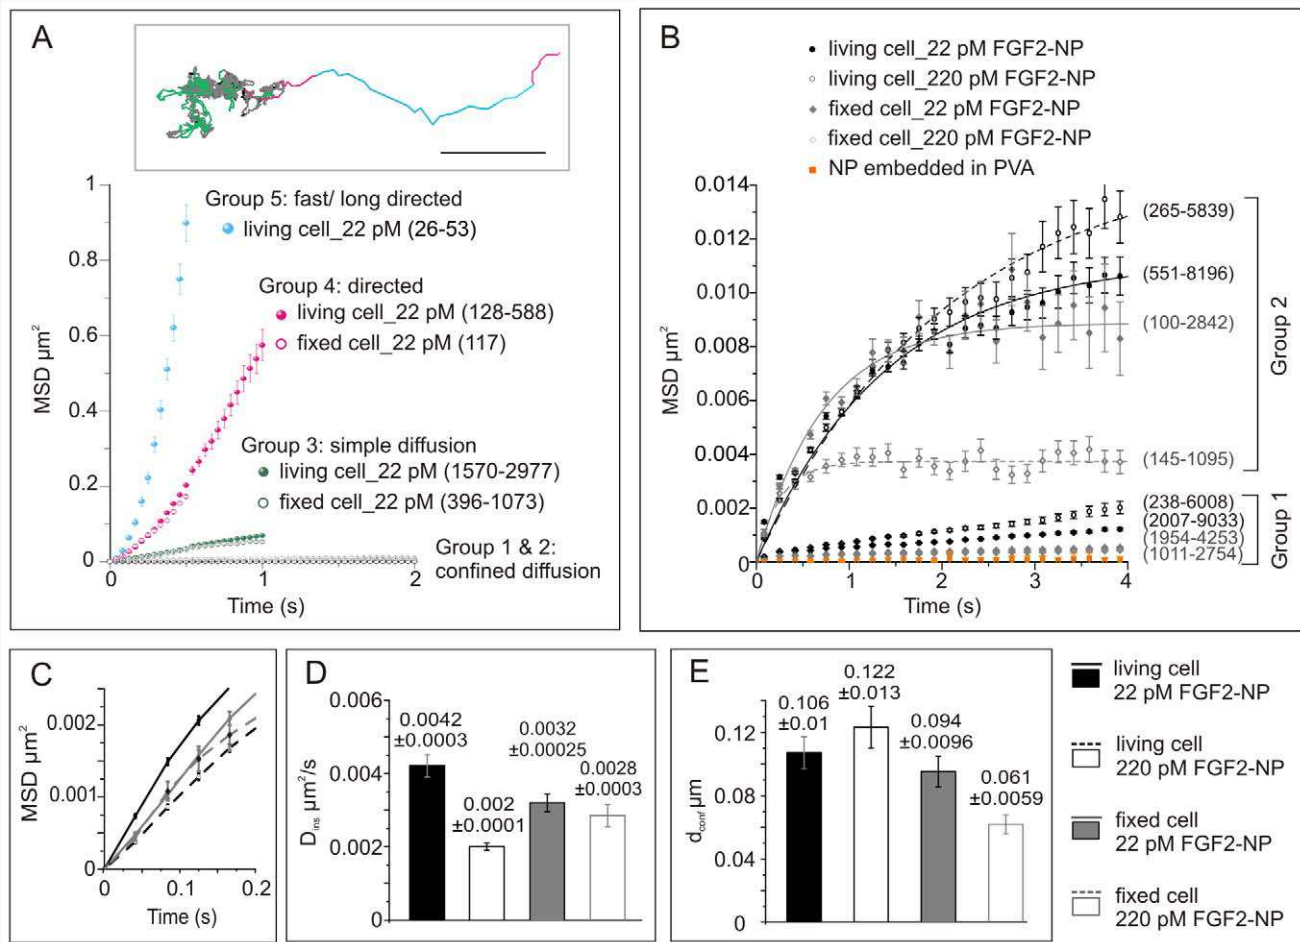 A
Group 5: fast/ long directed
living cell_22 pM (26-53)
Group 4: directed
living cell_22 pM (128-588)
fixed cell_22 pM (117)
Group 3: simple diffusion
living cell_22 pM (1570-2977)
fixed cell_22 pM (396-1073)
Group 1 & 2:
confined diffusion
MSD µm²
1
0.8
0.6
0.4
0.2
0
0
1
2
Time (s)
B
living cell_22 pM FGF2-NP
living cell_220 pM FGF2-NP
fixed cell_22 pM FGF2-NP
fixed cell_220 pM FGF2-NP
NP embedded in PVA
MSD µm²
0.014
0.012
0.010
0.008
0.006
0.004
0.002
0
0
1
2
3
4
Time (s)
(265-5839)
(551-8196)
(100-2842)
(145-1095)
Group 2
(238-6008)
(2007-9033)
(1954-4253)
(1011-2754)
Group 1
C
MSD µm²
0.002
0.001
0
0
0.1
0.2
Time (s)
D
D_ins µm²/s
0.006
0.004
0.002
0
0.0042
±0.0003
0.002
±0.0001
0.0032
±0.00025
0.0028
±0.0003
E
d_conf µm
0.12
0.08
0.04
0
0.106
±0.01
0.122
±0.013
0.094
±0.0096
0.061
±0.0059
living cell
22 pM FGF2-NP
living cell
220 pM FGF2-NP
fixed cell
22 pM FGF2-NP
fixed cell
220 pM FGF2-NP